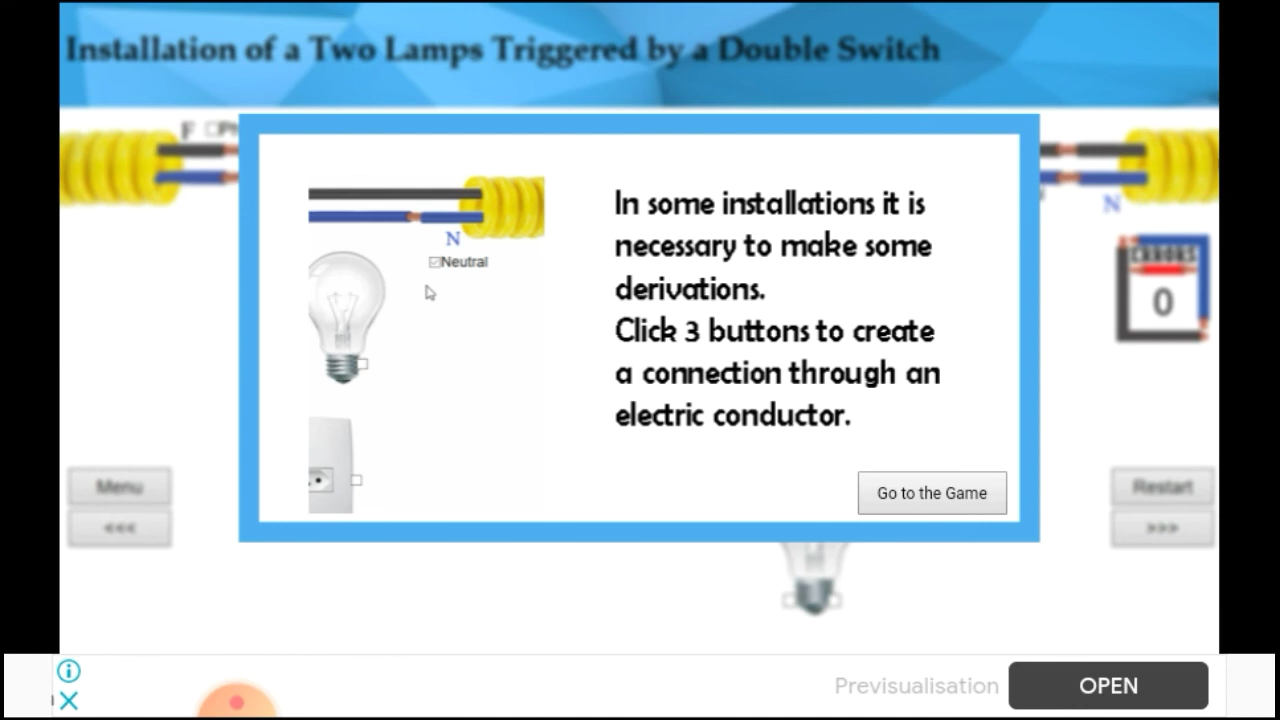 Installation of a Two Lamps Triggered by a Double Switch
F
N
ERRORS
0
N
Neutral
In some installations it is
necessary to make some
derivations.
Click 3 buttons to create
a connection through an
electric conductor.
Go to the Game
Menu
<<<
Restart
>>>
Previsualisation
OPEN